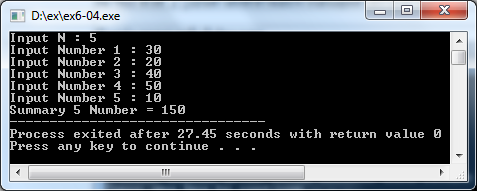 D:\ex\ex6-04.exe
Input N : 5
Input Number 1 : 30
Input Number 2 : 20
Input Number 3 : 40
Input Number 4 : 50
Input Number 5 : 10
Summary 5 Number = 150
--------------------------------
Process exited after 27.45 seconds with return value 0
Press any key to continue . . .